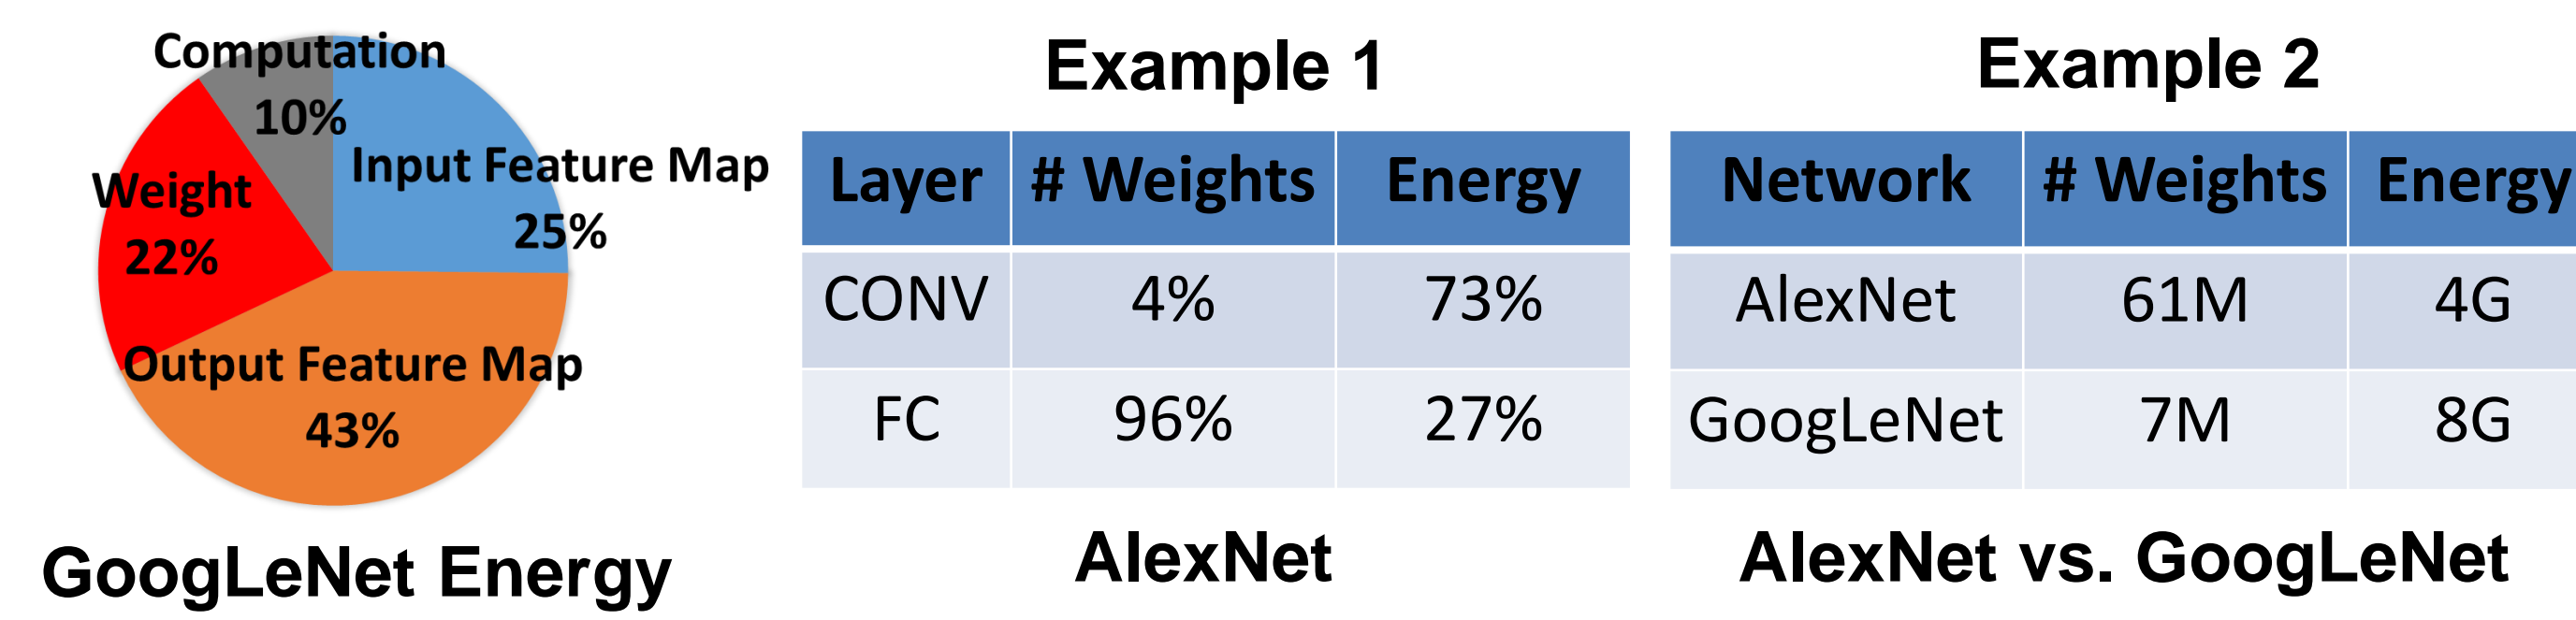 Computation
10%
Input Feature Map
25%
Weight
22%
Output Feature Map
43%
GoogLeNet Energy
Example 1
Layer # Weights Energy
CONV 4% 73%
FC 96% 27%
AlexNet
Example 2
Network # Weights Energy
AlexNet 61M 4G
GoogLeNet 7M 8G
AlexNet vs. GoogLeNet